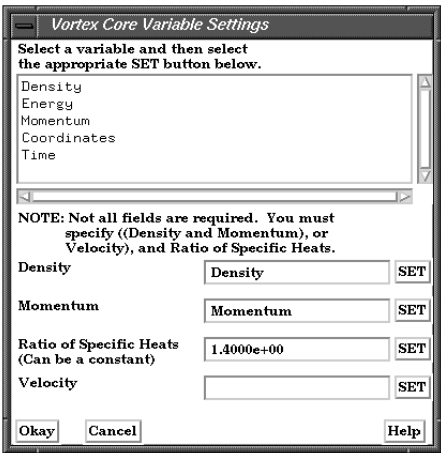 Vortex Core Variable Settings
Select a variable and then select
the appropriate SET button below.
Density
Energy
Momentum
Coordinates
Time
NOTE: Not all fields are required. You must
specify ((Density and Momentum), or
Velocity), and Ratio of Specific Heats.
Density Density SET
Momentum Momentum SET
Ratio of Specific Heats
(Can be a constant) 1.4000e+00 SET
Velocity SET
Okay Cancel Help